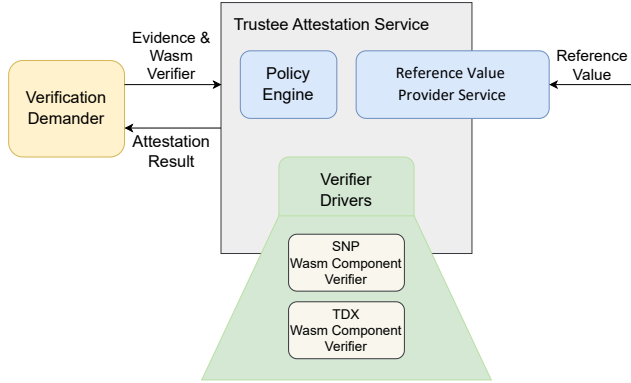 Trustee Attestation Service
Evidence &
Wasm
Verifier
Verification
Demander
Attestation
Result
Policy
Engine
Reference Value
Provider Service
Reference
Value
Verifier
Drivers
SNP
Wasm Component
Verifier
TDX
Wasm Component
Verifier